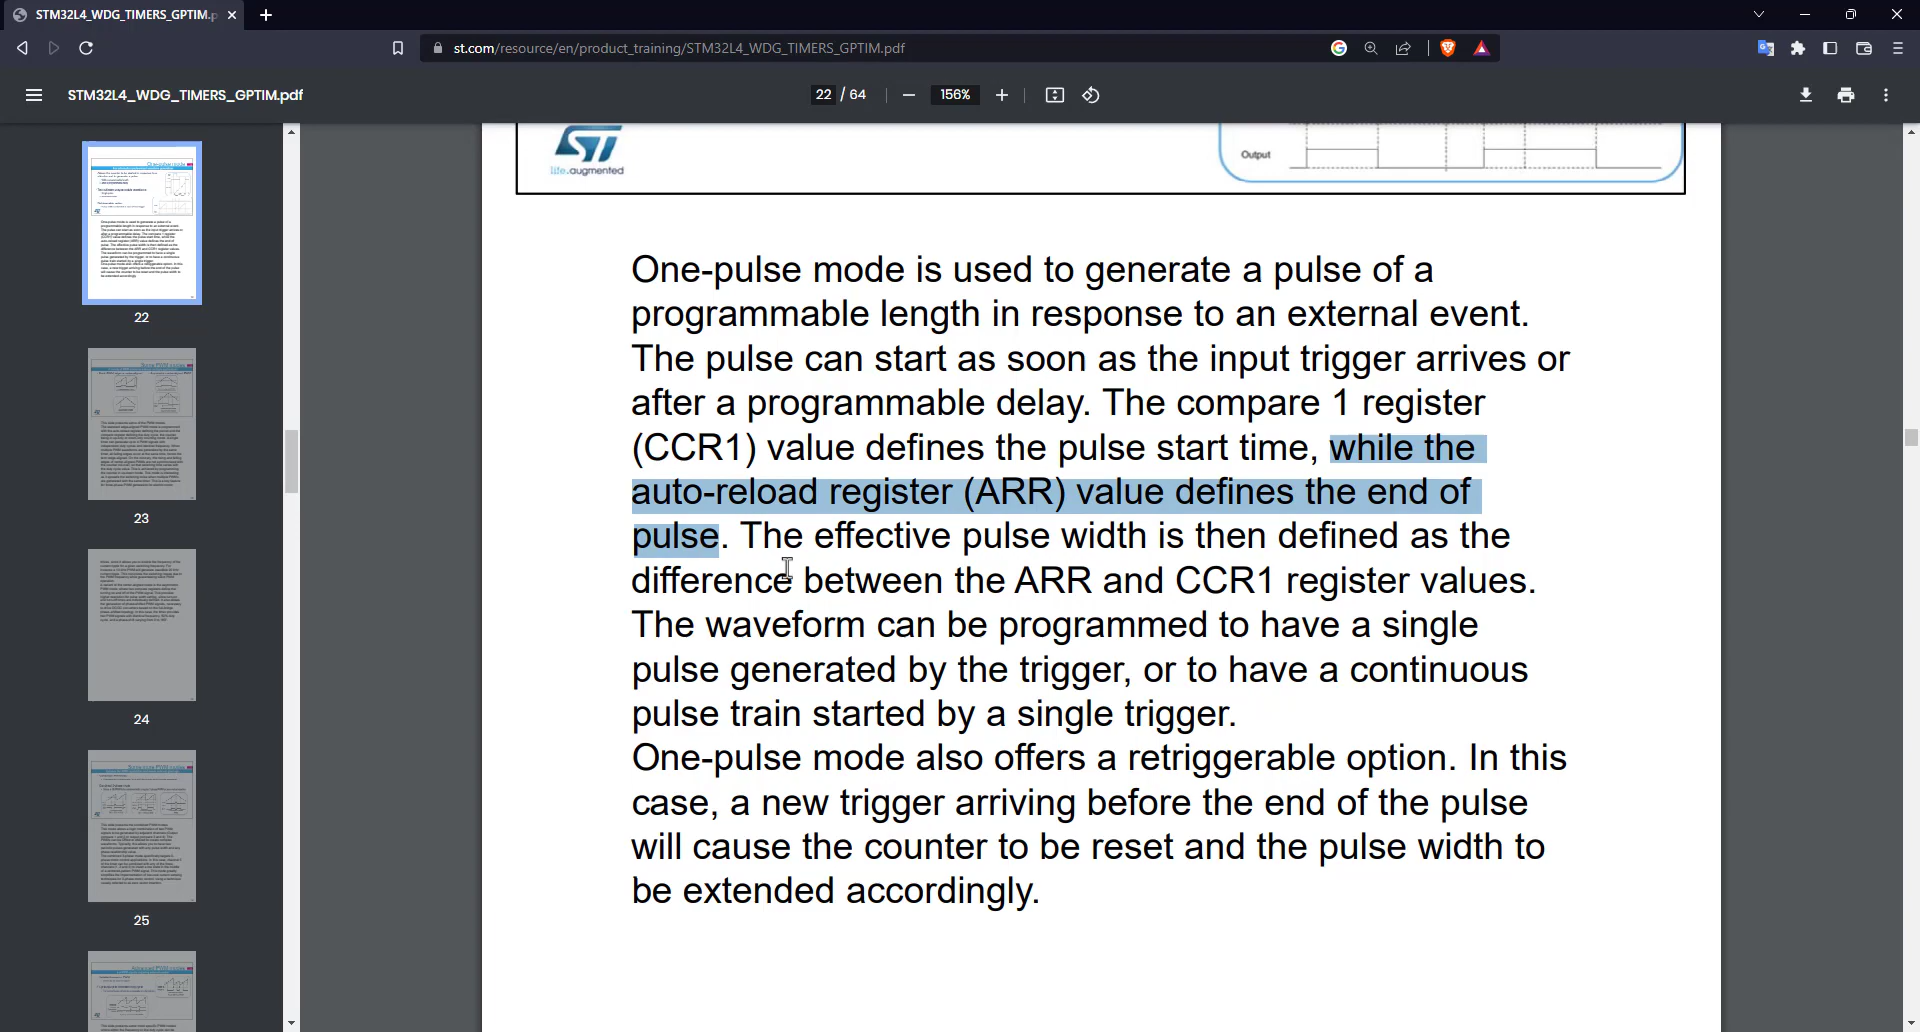 STM32L4_WDG_TIMERS_GPTIM.p
st.com/resource/en/product_training/STM32L4_WDG_TIMERS_GPTIM.pdf
STM32L4_WDG_TIMERS_GPTIM.pdf
22 / 64
156%
22
23
24
25
life.augmented
Output
One-pulse mode is used to generate a pulse of a
programmable length in response to an external event.
The pulse can start as soon as the input trigger arrives or
after a programmable delay. The compare 1 register
(CCR1) value defines the pulse start time, while the
auto-reload register (ARR) value defines the end of
pulse. The effective pulse width is then defined as the
difference between the ARR and CCR1 register values.
The waveform can be programmed to have a single
pulse generated by the trigger, or to have a continuous
pulse train started by a single trigger.
One-pulse mode also offers a retriggerable option. In this
case, a new trigger arriving before the end of the pulse
will cause the counter to be reset and the pulse width to
be extended accordingly.